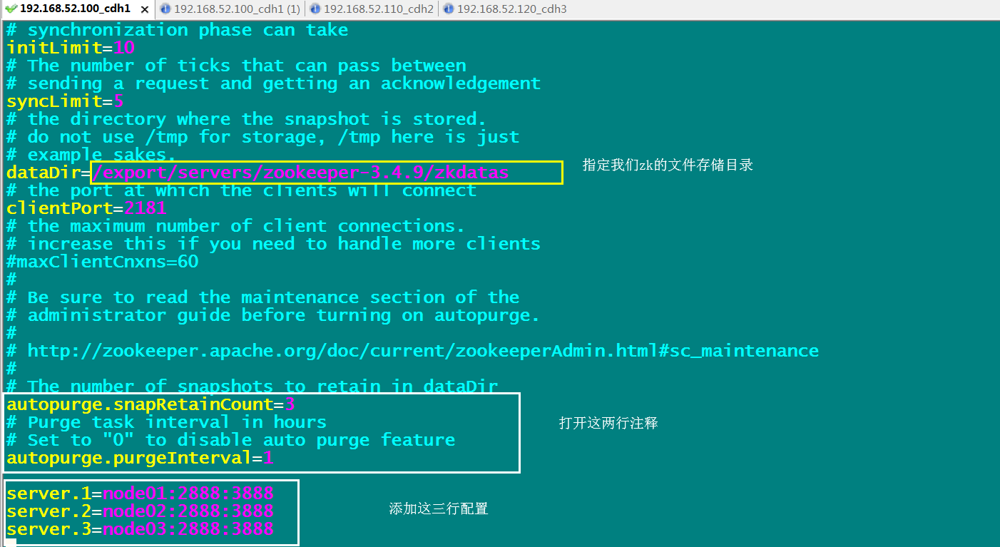 192.168.52.100_cdh1 192.168.52.100_cdh1 (1) 192.168.52.110_cdh2 192.168.52.120_cdh3
# synchronization phase can take
initLimit=10
# The number of ticks that can pass between
# sending a request and getting an acknowledgement
syncLimit=5
# the directory where the snapshot is stored.
# do not use /tmp for storage, /tmp here is just
# example sakes.
dataDir=/export/servers/zookeeper-3.4.9/zkdatas
指定我们zk的文件存储目录
# the port at which the clients will connect
clientPort=2181
# the maximum number of client connections.
# increase this if you need to handle more clients
#maxClientCnxns=60
#
# Be sure to read the maintenance section of the
# administrator guide before turning on autopurge.
#
# http://zookeeper.apache.org/doc/current/zookeeperAdmin.html#sc_maintenance
#
# The number of snapshots to retain in dataDir
autopurge.snapRetainCount=3
# Purge task interval in hours
# Set to "0" to disable auto purge feature
autopurge.purgeInterval=1
打开这两行注释
server.1=node01:2888:3888
server.2=node02:2888:3888
server.3=node03:2888:3888
添加这三行配置